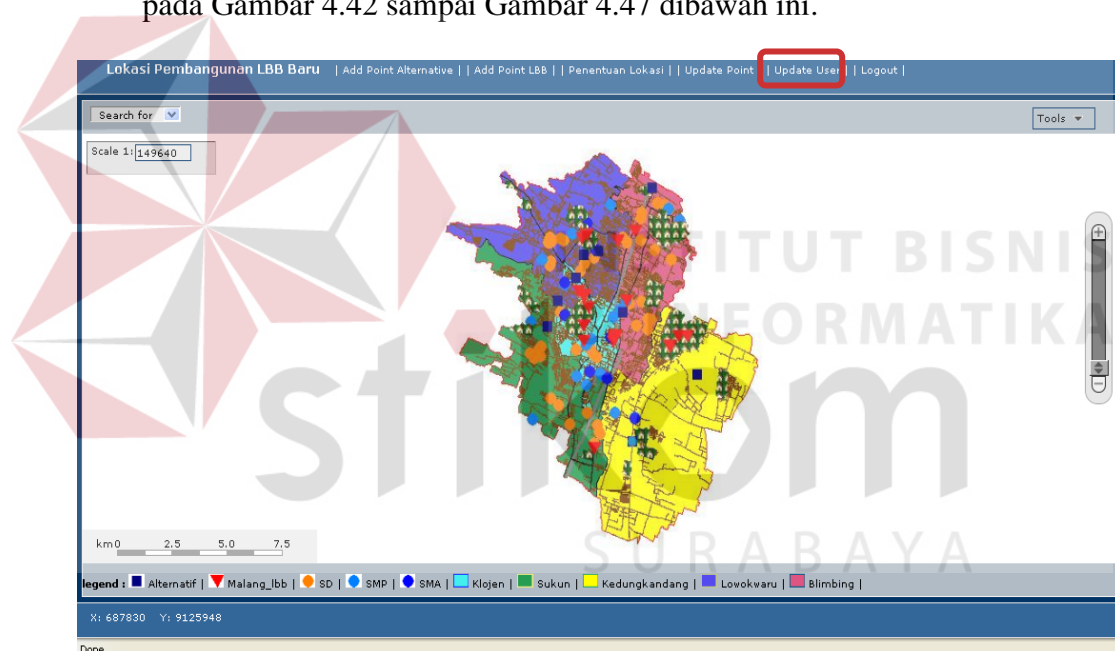 pada Gambar 4.42 sampai Gambar 4.47 dibawah ini.
Lokasi Pembangunan LBB Baru | Add Point Alternative | | Add Point LBB | | Penentuan Lokasi | | Update Point | | Update User | | Logout |
Search for
Tools
Scale 1: 149640
INSTITUT BISNIS
INFORMATIKA
stikom
SURABAYA
km0 2.5 5.0 7.5
legend : Alternatif | Malang_lbb | SD | SMP | SMA | Klojen | Sukun | Kedungkandang | Lowokwaru | Blimbing |
X: 687830 Y: 9125948
Done